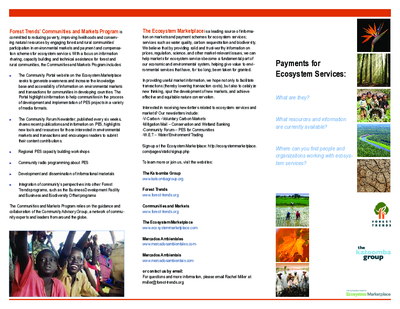 Forest Trends' Communities and Markets Program is
committed to reducing poverty, improving livelihoods and conserv-
ing natural resources by engaging forest and rural communities'
participation in environmental markets and payment and compensa-
tion schemes for ecosystem service s. With a focus on information
sharing, capacity building and technical assistance for forest and
rural communities, the Communities and Markets Program includes:
The Community Portal website on the Ecosystem Marketplace
seeks to generate awareness and increase the knowledge
base and accessibility of information on environmental markets
and transactions for communities in developing countries. The
Portal highlights information to help communities in the process
of development and implementation of PES projects in a variety
of media formats.
The Community Forum Newsletter, published every six weeks,
shares recent publications and information on PES, highlights
new tools and resources for those interested in environmental
markets and transactions and encourages readers to submit
their content contributions.
Regional PES capacity building workshops
Community radio programming about PES
Development and dissemination of informational materials
Integration of community's perspectives into other Forest
Trends programs, such as the Business Development Facility
and Business and Biodiversity Offset programs
The Communities and Markets Program relies on the guidance and
collaboration of the Community Advisory Group, a network of commu-
nity experts and leaders from around the globe.
The Ecosystem Marketplace is a leading source of informa-
tion on markets and payment schemes for ecosystem services;
services such as water quality, carbon sequestration and biodiversity.
We believe that by providing solid and trust-worthy information on
prices, regulation, science, and other market-relevant issues, we can
help markets for ecosystem services become a fundamental part of
our economic and environmental system, helping give value to envi-
ronmental services that have, for too long, been taken for granted.
In providing useful market information, we hope not only to facilitate
transactions (thereby lowering transaction costs), but also to catalyze
new thinking, spur the development of new markets, and achieve
effective and equitable nature conservation.
Interested in receiving newsletters related to ecosystem services and
markets? Our newsletters include:
V-Carbon - Voluntary Carbon Markets
Mitigation Mail - Conservation and Wetland Banking
Community Forum - PES for Communities
W.E.T. - Water/Environmental Trading
Sign up at the Ecosystem Marketplace: http://ecosystemmarketplace.
com/pages/static/signup.php
To learn more or join us, visit the websites:
The Katoomba Group
www.katoombagroup.org
Forest Trends
www.forest-trends.org
Communities and Markets
www.forest-trends.org
The Ecosystem Marketplace
www.ecosystemmarketplace.com
Mercados Ambientales
www.mercadosambientales.com
Mercados Ambientais
www.mercadosambientais.com
or contact us by email:
For questions and more information, please email Rachel Miller at
rmiller@forest-trends.org
Payments for
Ecosystem Services:
What are they?
What resources and information
are currently available?
Where can you find people and
organizations working with ecosys-
tem services?
FOREST
TRENDS
the
katoomba
group
Ecosystem Marketplace